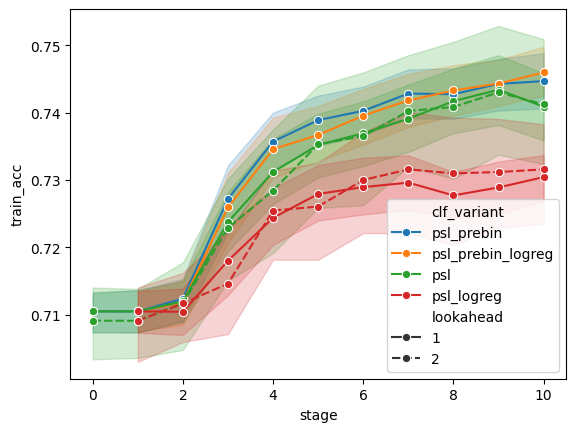 0.75
0.74
0.73
0.72
0.71
train_acc
clf_variant
psl_prebin
psl_prebin_logreg
psl
psl_logreg
lookahead
1
2
0 2 4 6 8 10
stage